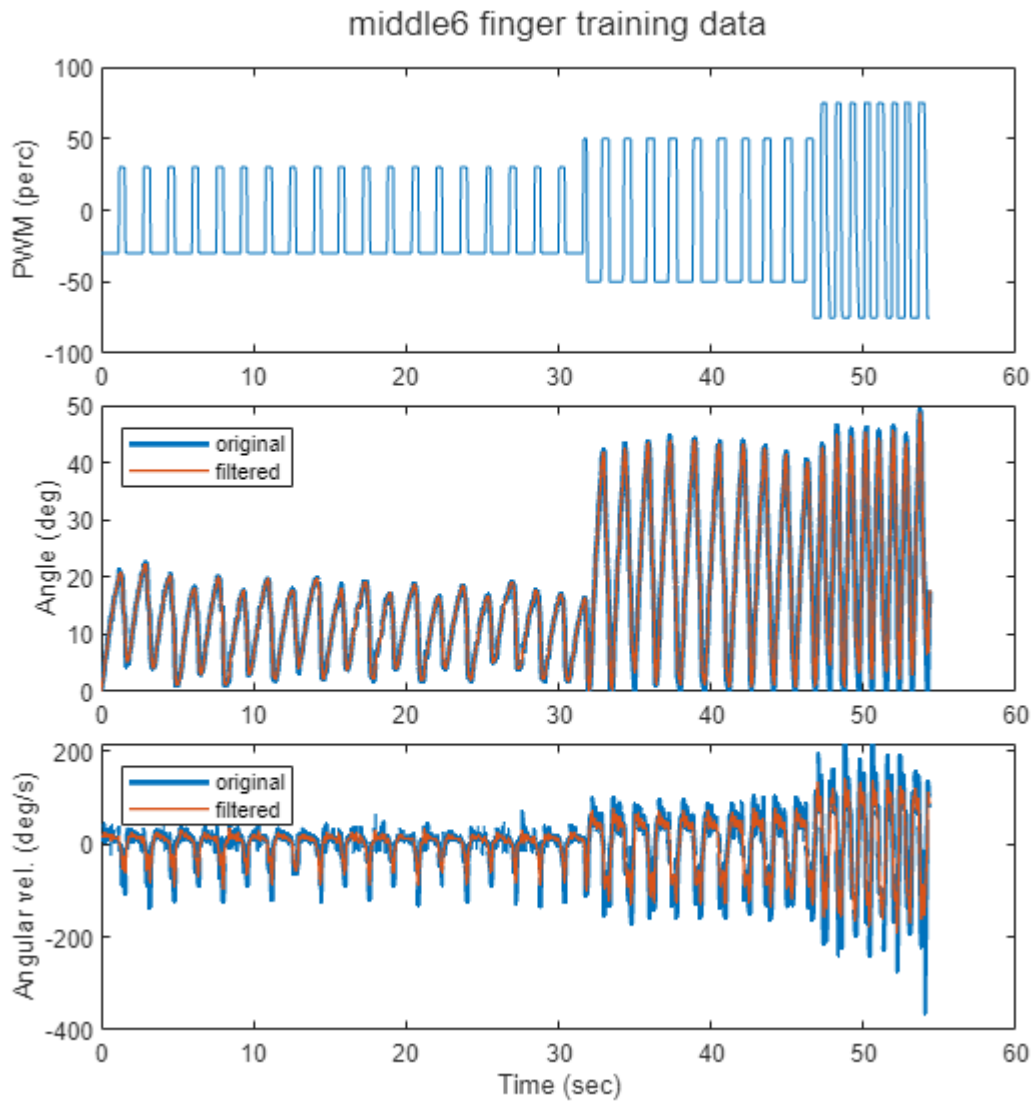 middle6 finger training data
PWM (perc)
100
50
0
-50
-100
0 10 20 30 40 50 60
Angle (deg)
50
40
30
20
10
0
original
filtered
0 10 20 30 40 50 60
Angular vel. (deg/s)
200
0
-200
-400
original
filtered
0 10 20 30 40 50 60
Time (sec)